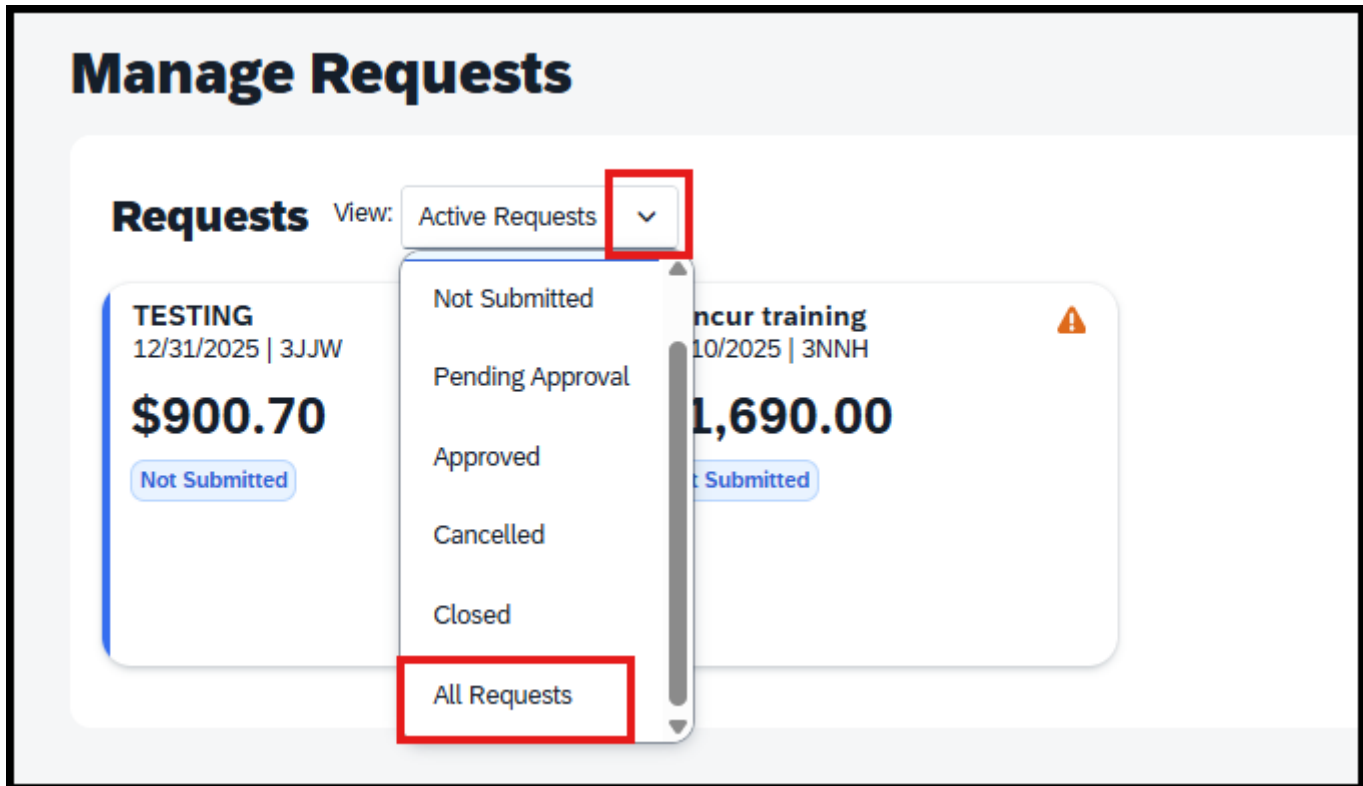 Manage Requests
Requests View: Active Requests
TESTING
12/31/2025 | 3JJW
$900.70
Not Submitted
Not Submitted
Pending Approval
Approved
Cancelled
Closed
All Requests
ncur training
10/2025 | 3NNH
1,690.00
t Submitted